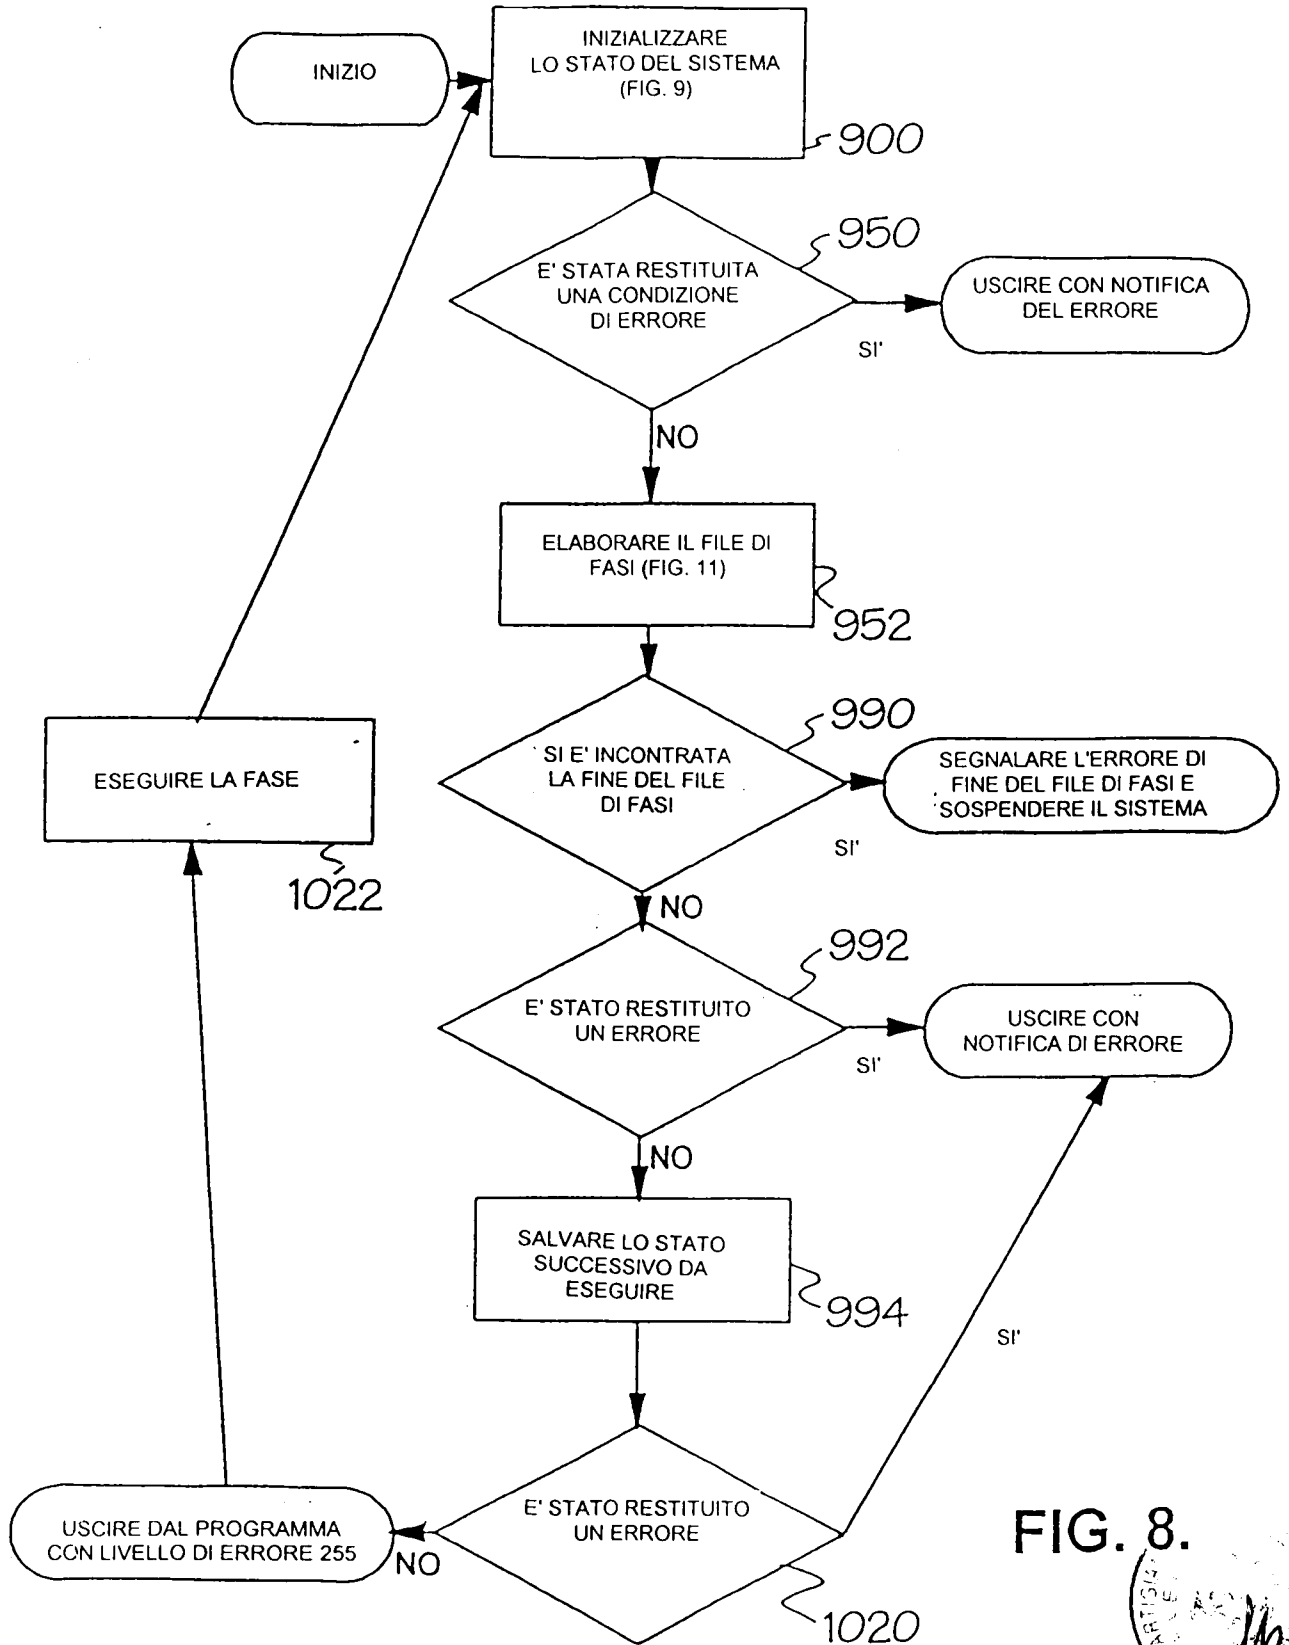 INIZIO
INIZIALIZZARE
LO STATO DEL SISTEMA
(FIG. 9)
900
950
E' STATA RESTITUITA
UNA CONDIZIONE
DI ERRORE
USCIRE CON NOTIFICA
DEL ERRORE
SI'
NO
ELABORARE IL FILE DI
FASI (FIG. 11)
952
990
SI E' INCONTRATA
LA FINE DEL FILE
DI FASI
SEGNALARE L'ERRORE DI
FINE DEL FILE DI FASI E
SOSPENDERE IL SISTEMA
SI'
ESEGUIRE LA FASE
1022
NO
992
E' STATO RESTITUITO
UN ERRORE
USCIRE CON
NOTIFICA DI ERRORE
SI'
NO
SALVARE LO STATO
SUCCESSIVO DA
ESEGUIRE
994
SI'
E' STATO RESTITUITO
UN ERRORE
USCIRE DAL PROGRAMMA
CON LIVELLO DI ERRORE 255
NO
1020
FIG. 8.